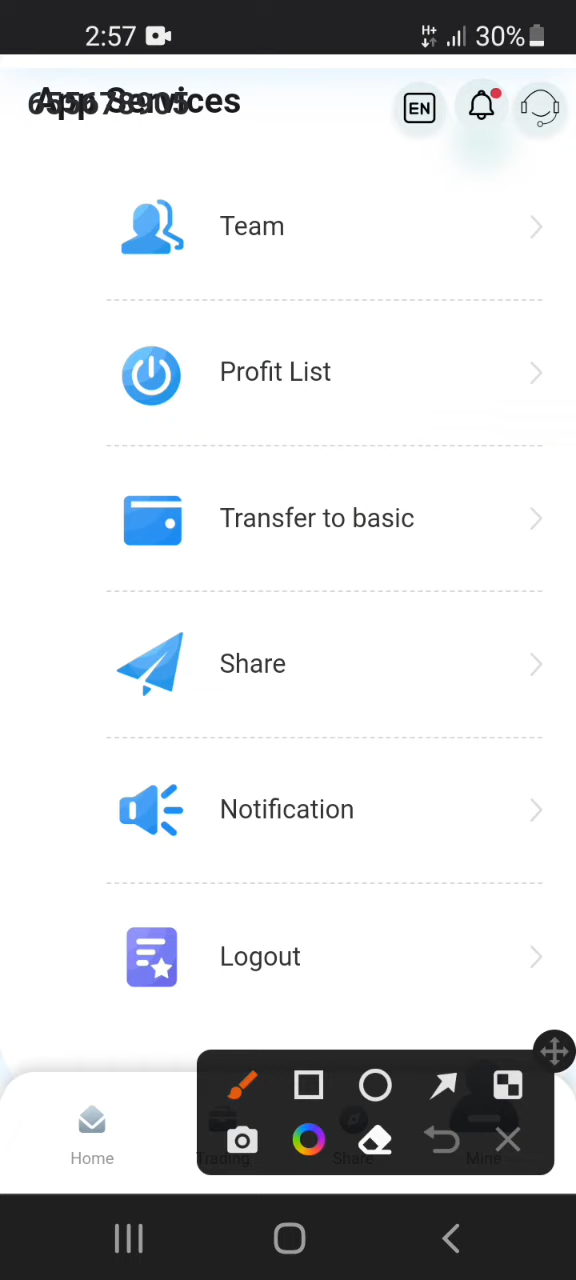 2:57
H+
30%
App Services
655678905
EN
Team
Profit List
Transfer to basic
Share
Notification
Logout
Home
Trading
Share
Mine